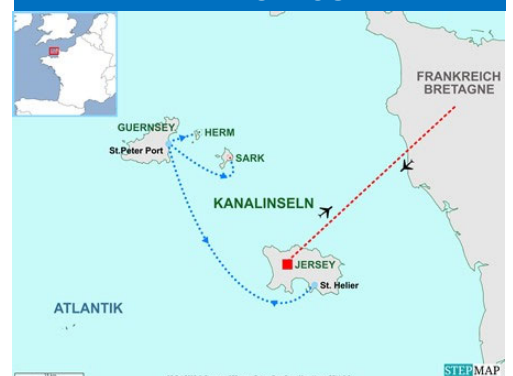 FRANKREICH
BRETAGNE
GUERNSEY
HERM
St.Peter Port
SARK
KANALINSELN
JERSEY
St. Helier
ATLANTIK
STEPMAP